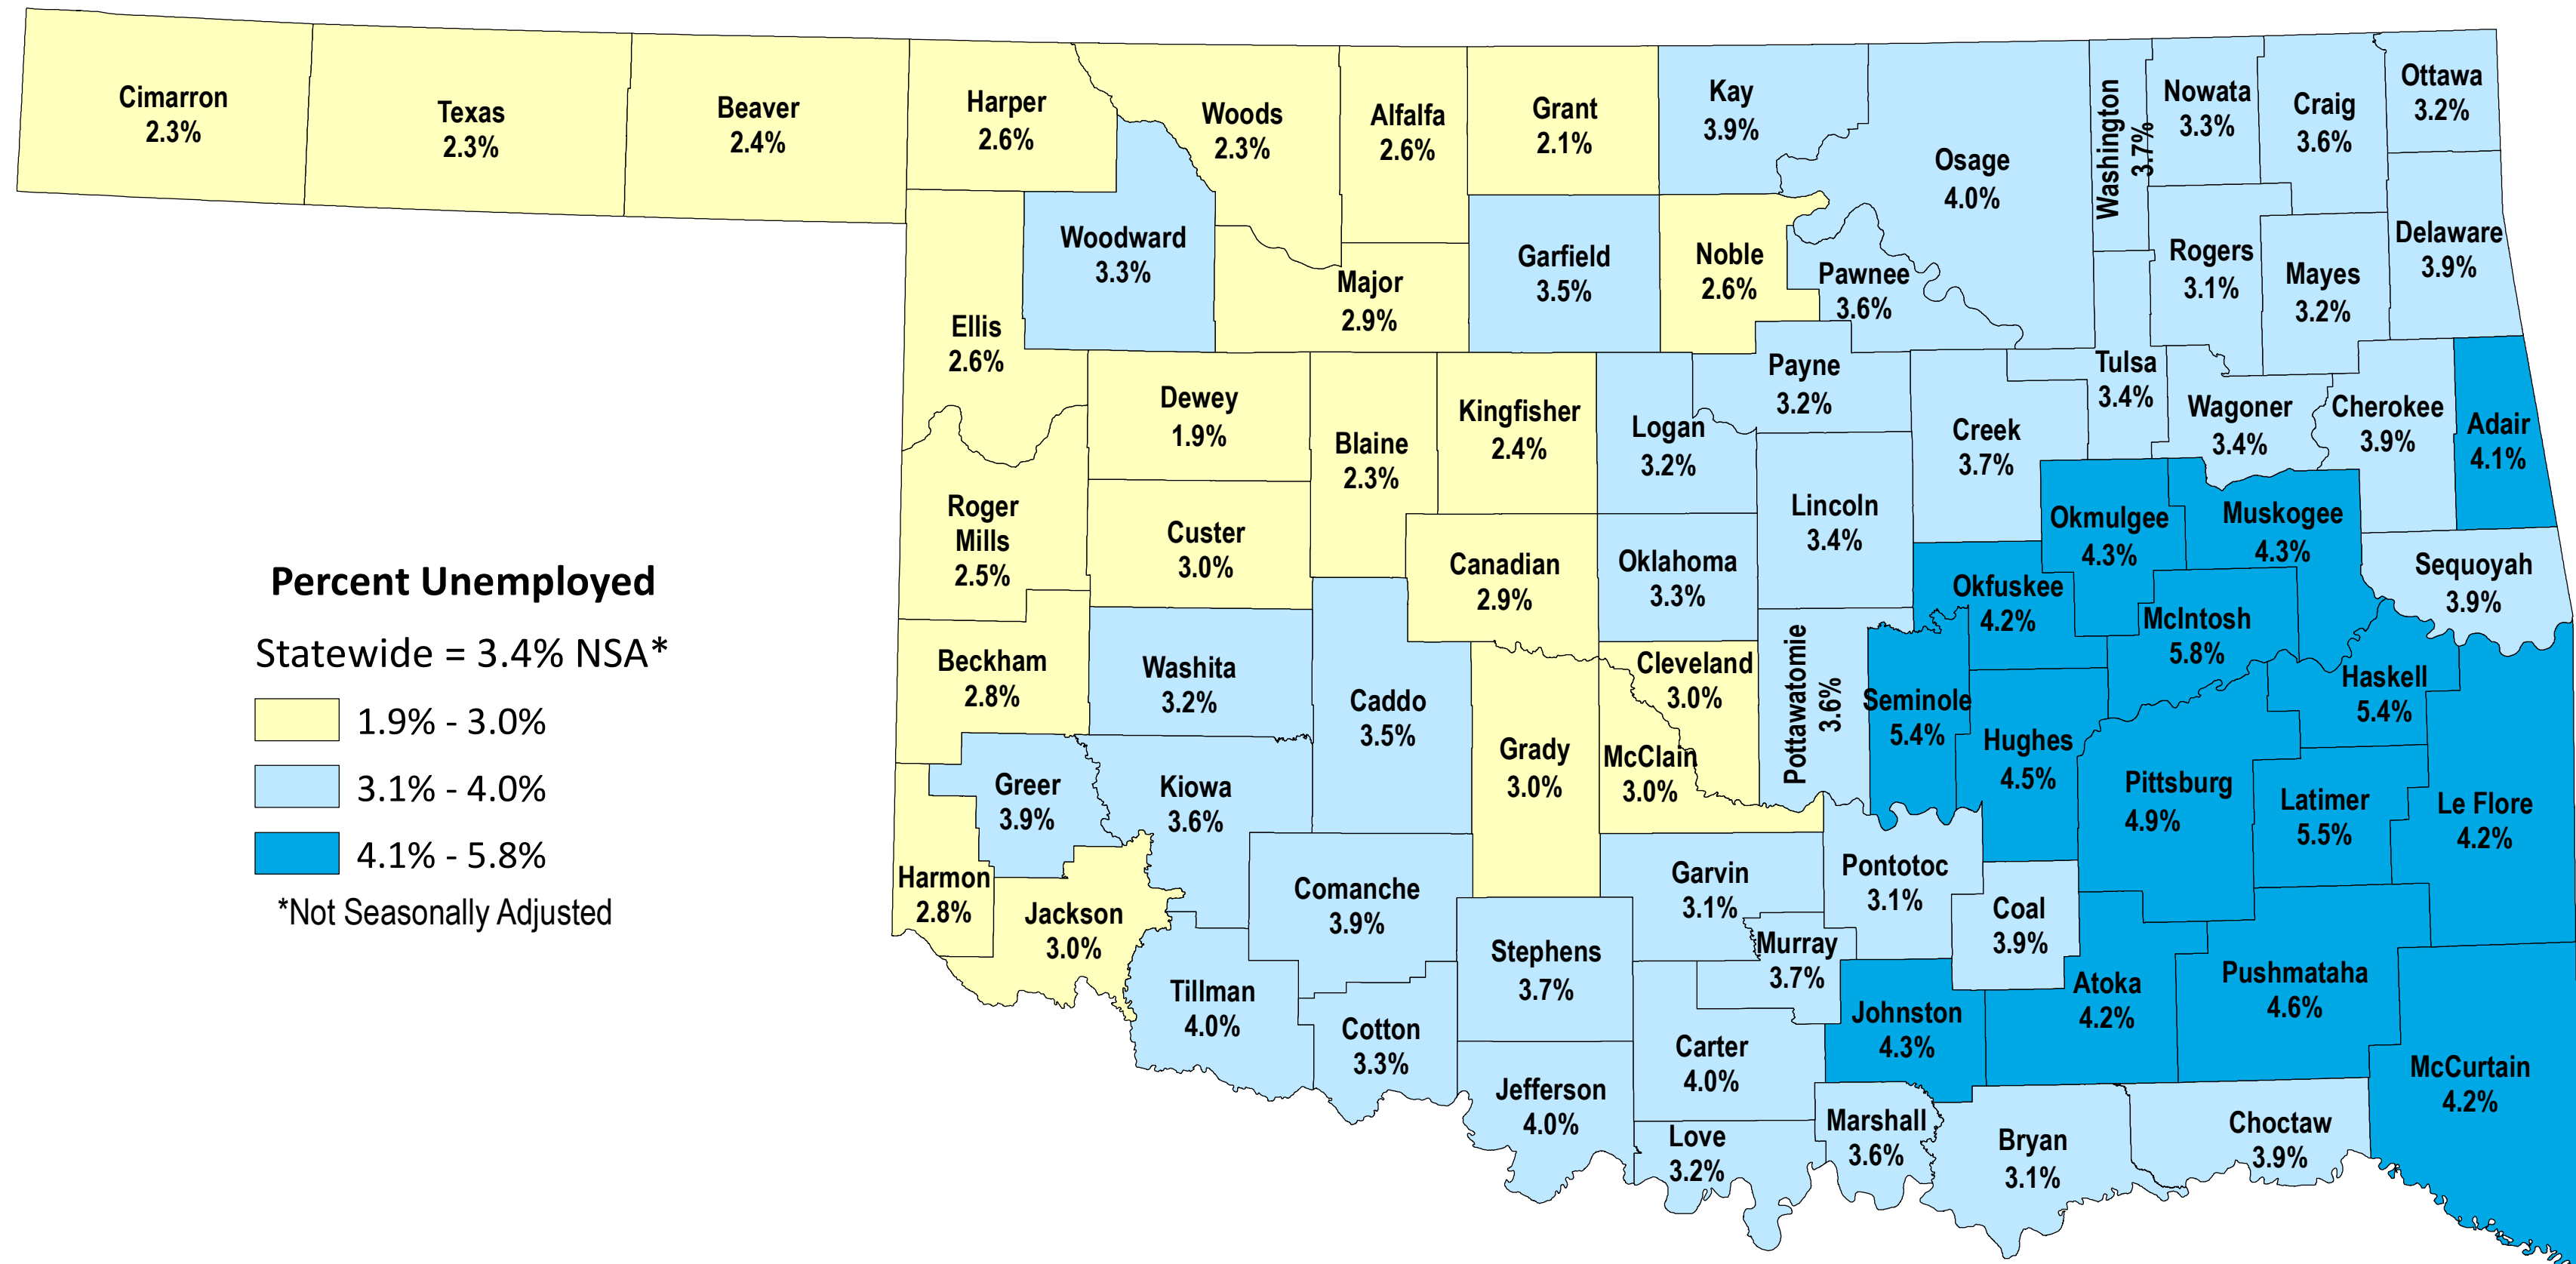 Cimarron
2.3%
Texas
2.3%
Beaver
2.4%
Harper
2.6%
Woods
2.3%
Alfalfa
2.6%
Grant
2.1%
Kay
3.9%
Osage
4.0%
Washington
3.7%
Nowata
3.3%
Craig
3.6%
Ottawa
3.2%
Woodward
3.3%
Major
2.9%
Garfield
3.5%
Noble
2.6%
Pawnee
3.6%
Rogers
3.1%
Mayes
3.2%
Delaware
3.9%
Ellis
2.6%
Dewey
1.9%
Blaine
2.3%
Kingfisher
2.4%
Logan
3.2%
Payne
3.2%
Creek
3.7%
Tulsa
3.4%
Wagoner
3.4%
Cherokee
3.9%
Adair
4.1%
Roger
Mills
2.5%
Custer
3.0%
Canadian
2.9%
Oklahoma
3.3%
Lincoln
3.4%
Okmulgee
4.3%
Muskogee
4.3%
Okfuskee
4.2%
McIntosh
5.8%
Sequoyah
3.9%
Percent Unemployed
Statewide = 3.4% NSA*
1.9% - 3.0%
3.1% - 4.0%
4.1% - 5.8%
*Not Seasonally Adjusted
Beckham
2.8%
Washita
3.2%
Caddo
3.5%
Grady
3.0%
Cleveland
3.0%
McClain
3.0%
Pottawatomie
3.6%
Seminole
5.4%
Hughes
4.5%
Pittsburg
4.9%
Haskell
5.4%
Latimer
5.5%
Le Flore
4.2%
Greer
3.9%
Kiowa
3.6%
Harmon
2.8%
Jackson
3.0%
Comanche
3.9%
Stephens
3.7%
Garvin
3.1%
Murray
3.7%
Pontotoc
3.1%
Coal
3.9%
Atoka
4.2%
Pushmataha
4.6%
Tillman
4.0%
Cotton
3.3%
Jefferson
4.0%
Carter
4.0%
Johnston
4.3%
McCurtain
4.2%
Love
3.2%
Marshall
3.6%
Bryan
3.1%
Choctaw
3.9%